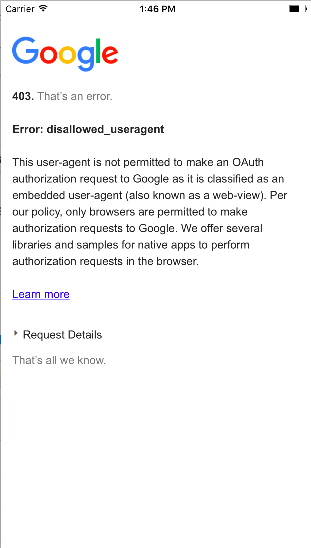 Carrier 1:46 PM
Google
403. That's an error.
Error: disallowed_useragent
This user-agent is not permitted to make an OAuth
authorization request to Google as it is classified as an
embedded user-agent (also known as a web-view). Per
our policy, only browsers are permitted to make
authorization requests to Google. We offer several
libraries and samples for native apps to perform
authorization requests in the browser.
Learn more
Request Details
That's all we know.